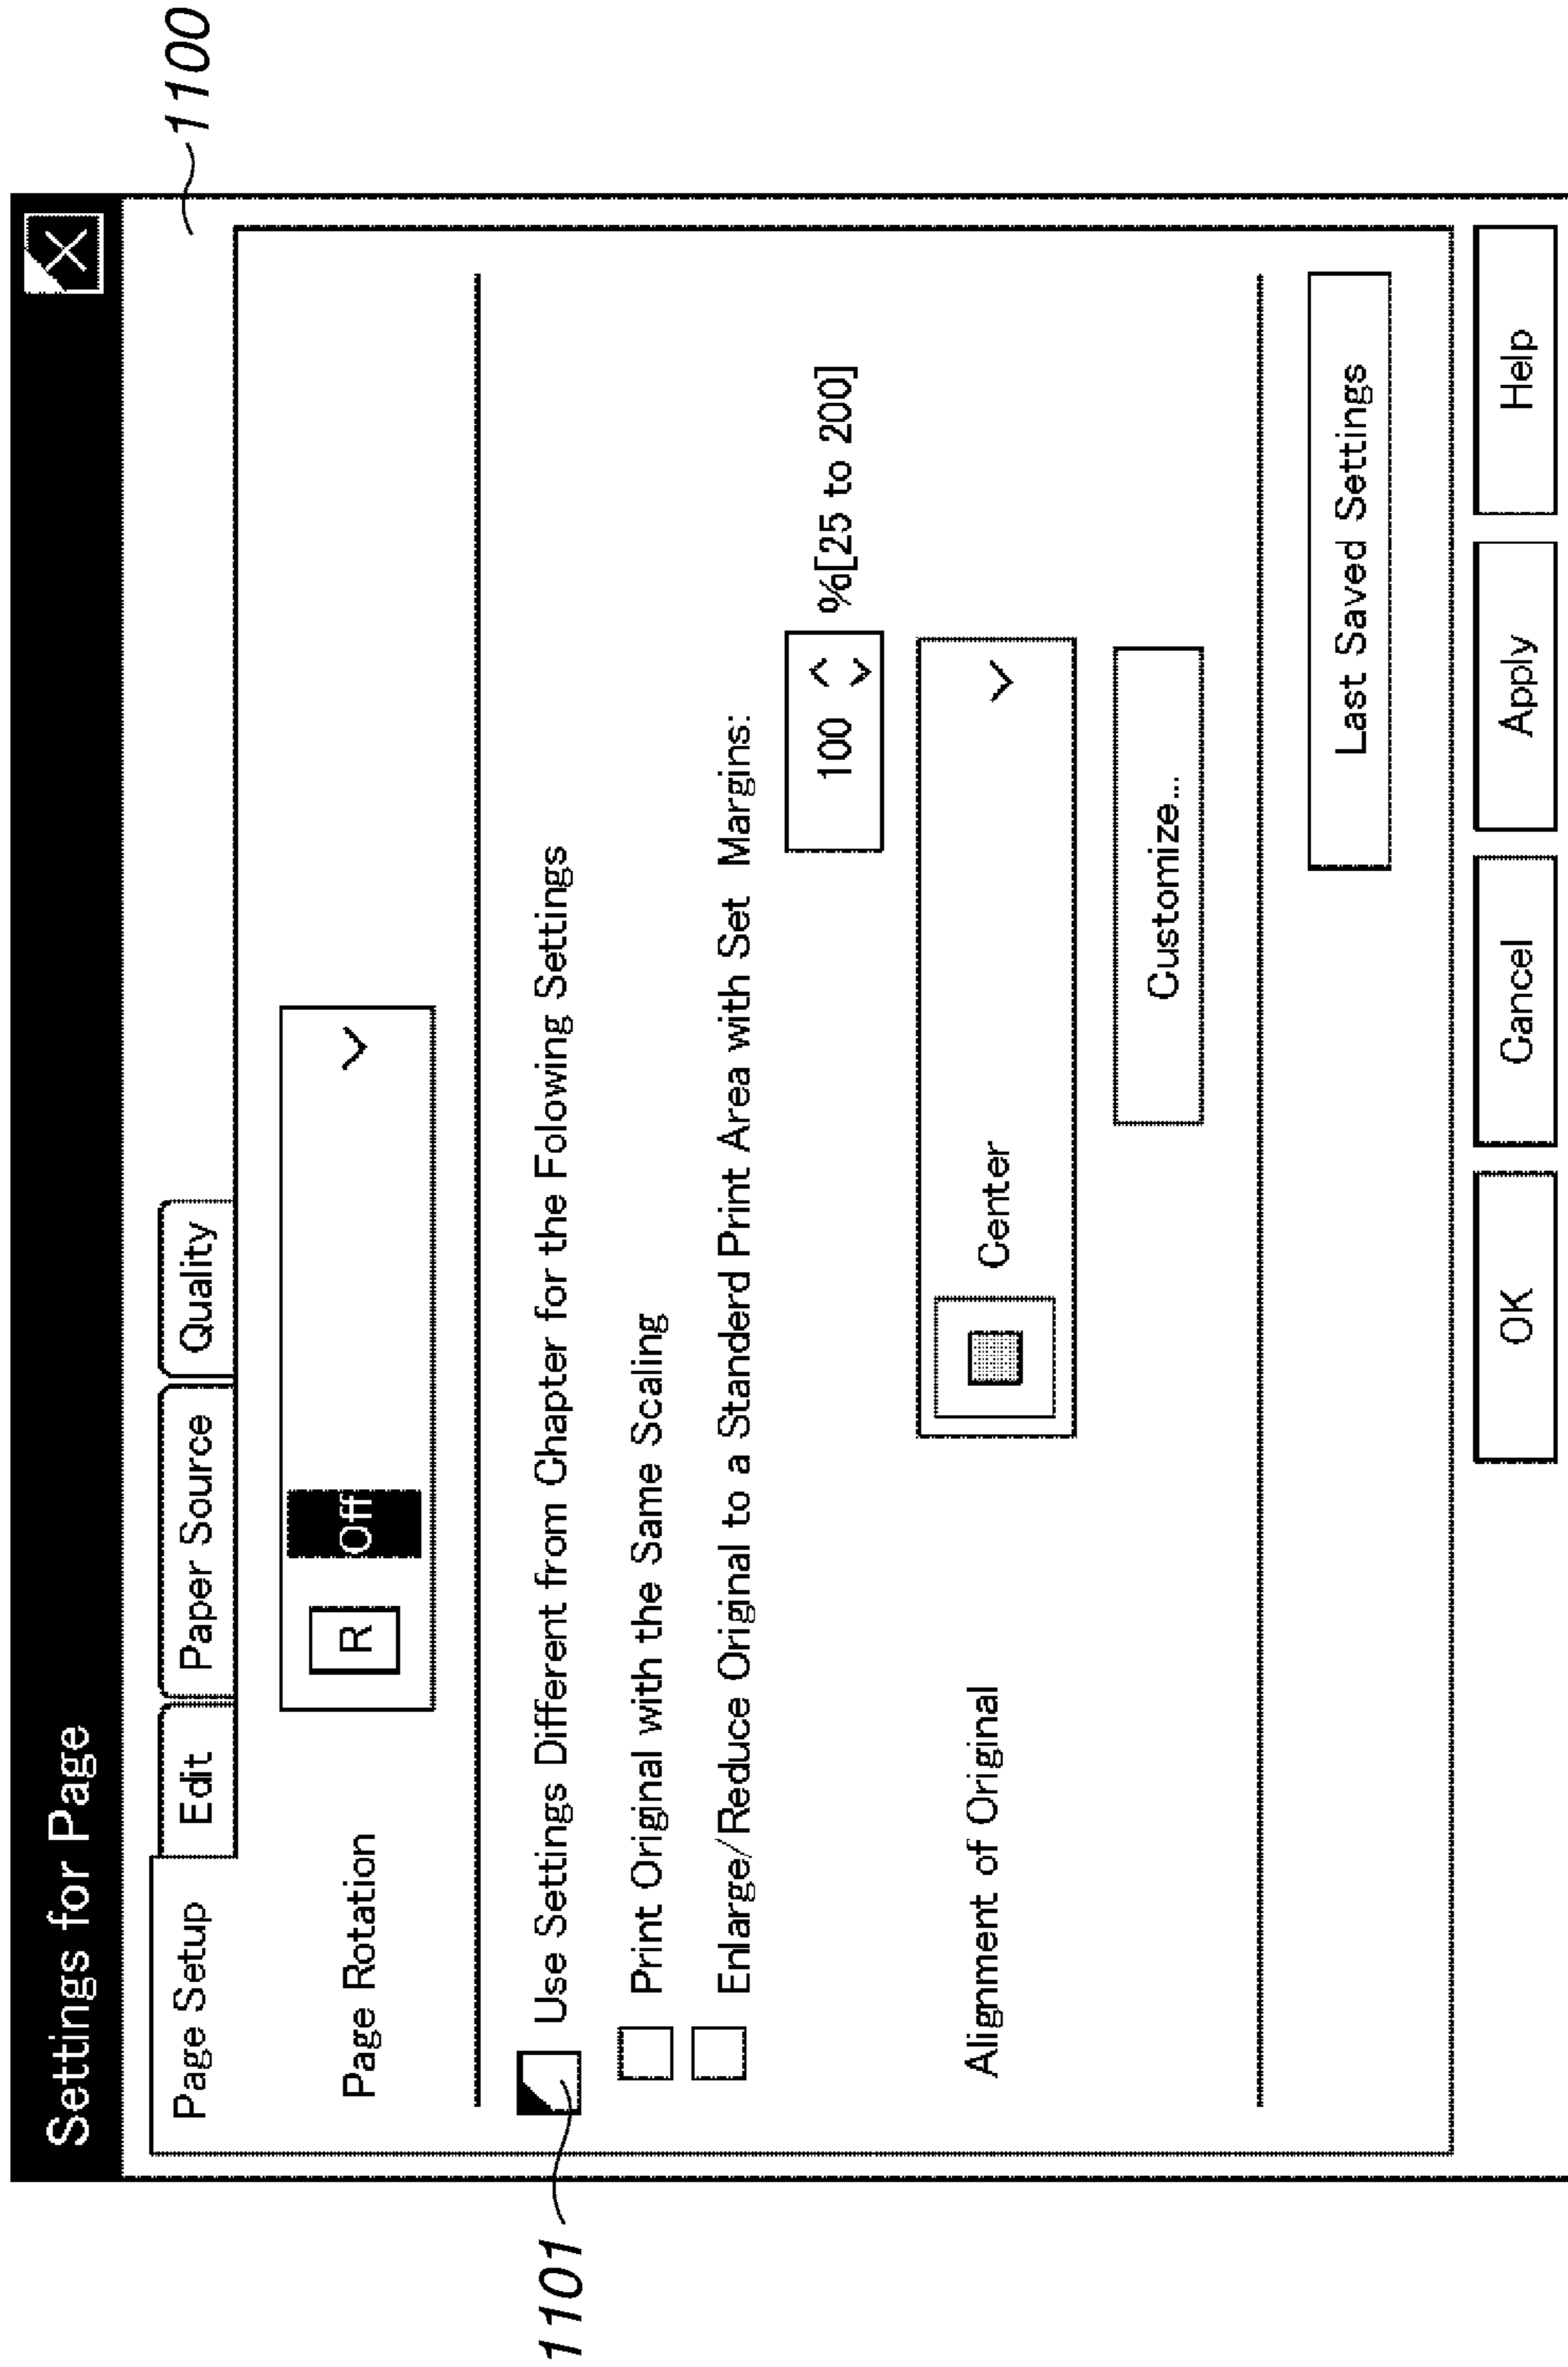 1100
Settings for Page
Page Setup Edit Paper Source Quality
Page Rotation R Off
1101
Use Settings Different from Chapter for the Folowing Settings
Print Original with the Same Scaling
Enlarge/Reduce Original to a Standerd Print Area with Set Margins:
100 %[25 to 200]
Alignment of Original Center
Customize...
Last Saved Settings
OK Cancel Apply Help